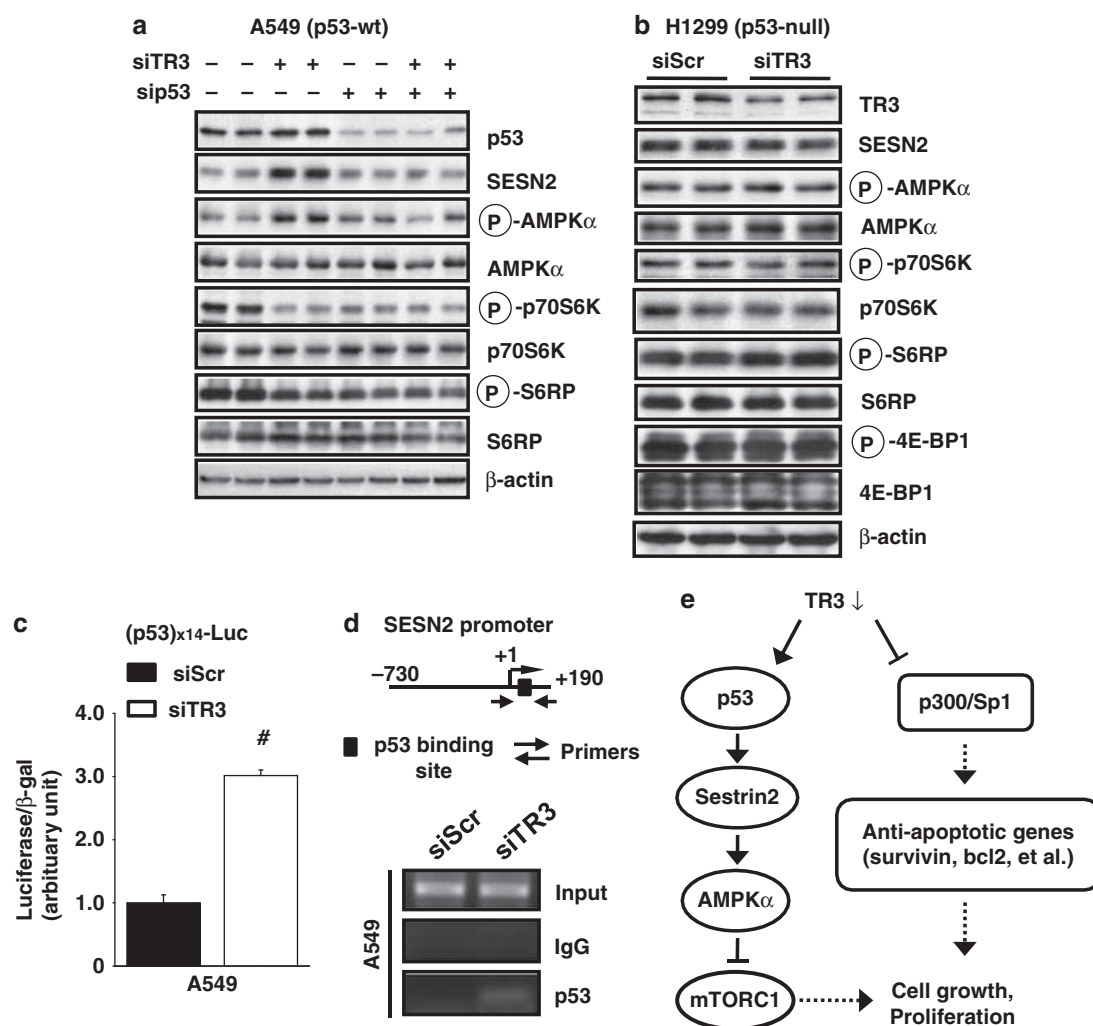 a
A549 (p53-wt)
siTR3 – – + + – – + +
sip53 – – – – + + + +
p53
SESN2
P -AMPKα
AMPKα
P -p70S6K
p70S6K
P -S6RP
S6RP
β-actin
b H1299 (p53-null)
siScr siTR3
TR3
SESN2
P -AMPKα
AMPKα
P -p70S6K
p70S6K
P -S6RP
S6RP
P -4E-BP1
4E-BP1
β-actin
c
(p53)x14-Luc
siScr
siTR3
Luciferase/β-gal
(arbituary unit)
4.0
3.0
2.0
1.0
0
#
A549
d SESN2 promoter
+1
–730
+190
p53 binding
site
Primers
siScr siTR3
A549
Input
IgG
p53
e
TR3 ↓
p53
p300/Sp1
Sestrin2
Anti-apoptotic genes
(survivin, bcl2, et al.)
AMPKα
mTORC1
Cell growth,
Proliferation